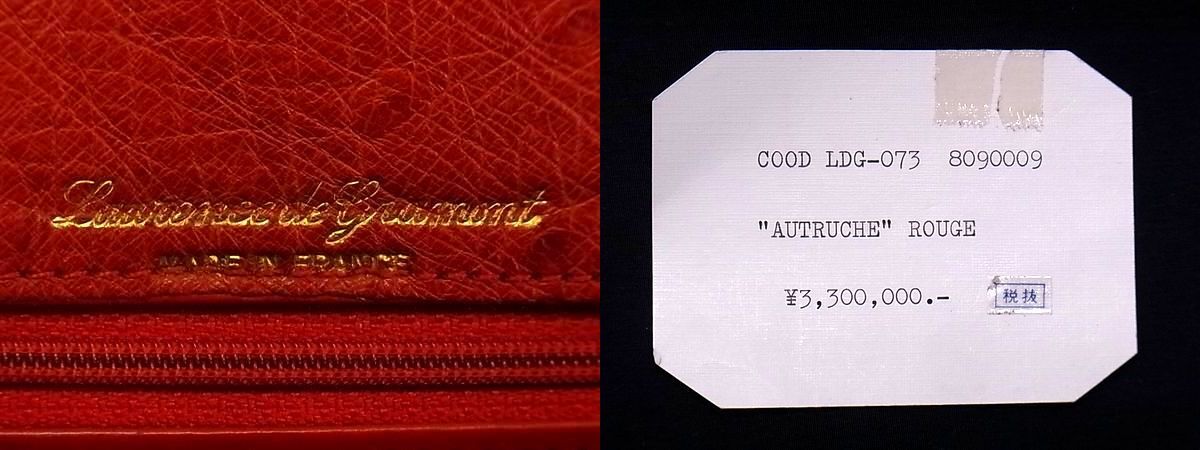 Laurence de Gramont
MADE IN FRANCE
COOD LDG-073 8090009
"AUTRUCHE" ROUGE
¥3,300,000.-
税抜